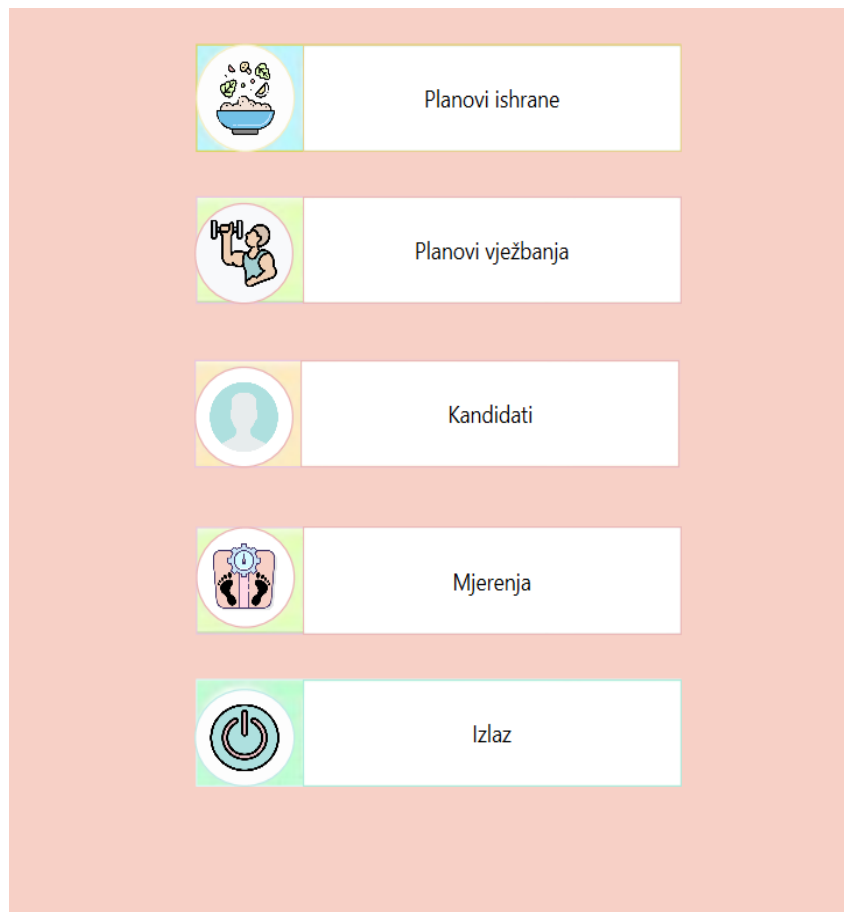 Planovi ishrane
Planovi vježbanja
Kandidati
Mjerenja
Izlaz